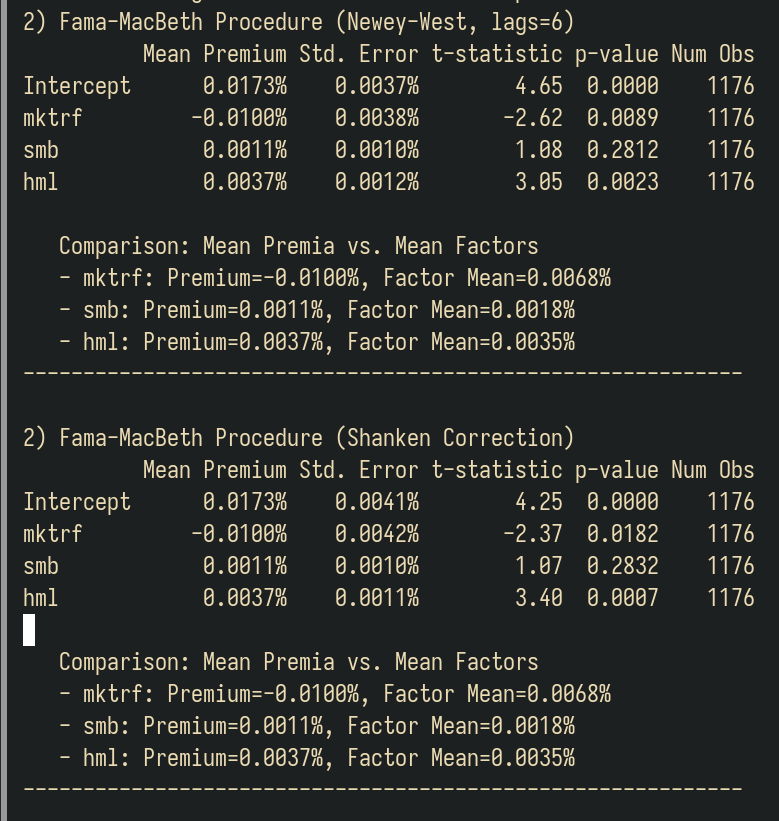 2) Fama-MacBeth Procedure (Newey-West, lags=6)
Mean Premium Std. Error t-statistic p-value Num Obs
Intercept 0.0173% 0.0037% 4.65 0.0000 1176
mktrf -0.0100% 0.0038% -2.62 0.0089 1176
smb 0.0011% 0.0010% 1.08 0.2812 1176
hml 0.0037% 0.0012% 3.05 0.0023 1176
Comparison: Mean Premia vs. Mean Factors
- mktrf: Premium=-0.0100%, Factor Mean=0.0068%
- smb: Premium=0.0011%, Factor Mean=0.0018%
- hml: Premium=0.0037%, Factor Mean=0.0035%
------------------------------------------------------------
2) Fama-MacBeth Procedure (Shanken Correction)
Mean Premium Std. Error t-statistic p-value Num Obs
Intercept 0.0173% 0.0041% 4.25 0.0000 1176
mktrf -0.0100% 0.0042% -2.37 0.0182 1176
smb 0.0011% 0.0010% 1.07 0.2832 1176
hml 0.0037% 0.0011% 3.40 0.0007 1176
Comparison: Mean Premia vs. Mean Factors
- mktrf: Premium=-0.0100%, Factor Mean=0.0068%
- smb: Premium=0.0011%, Factor Mean=0.0018%
- hml: Premium=0.0037%, Factor Mean=0.0035%
------------------------------------------------------------